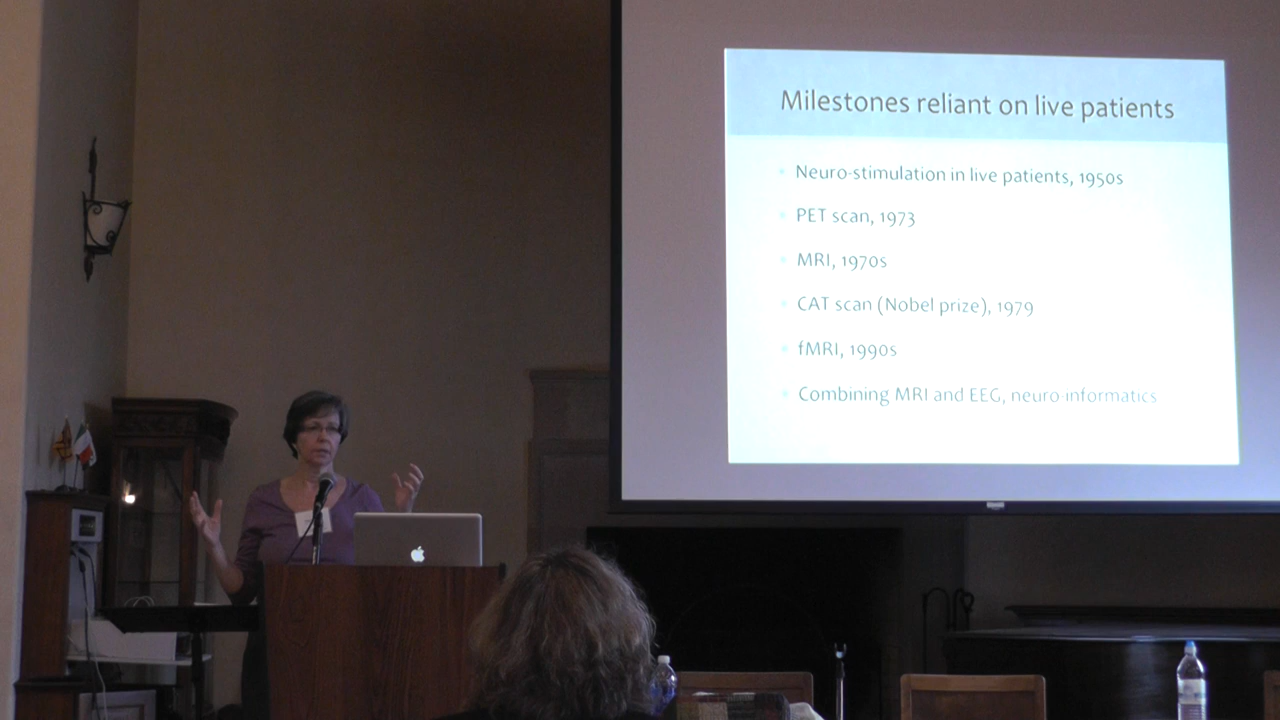 Milestones reliant on live patients
Neuro-stimulation in live patients, 1950s
PET scan, 1973
MRI, 1970s
CAT scan (Nobel prize), 1979
fMRI, 1990s
Combining MRI and EEG, neuro-informatics